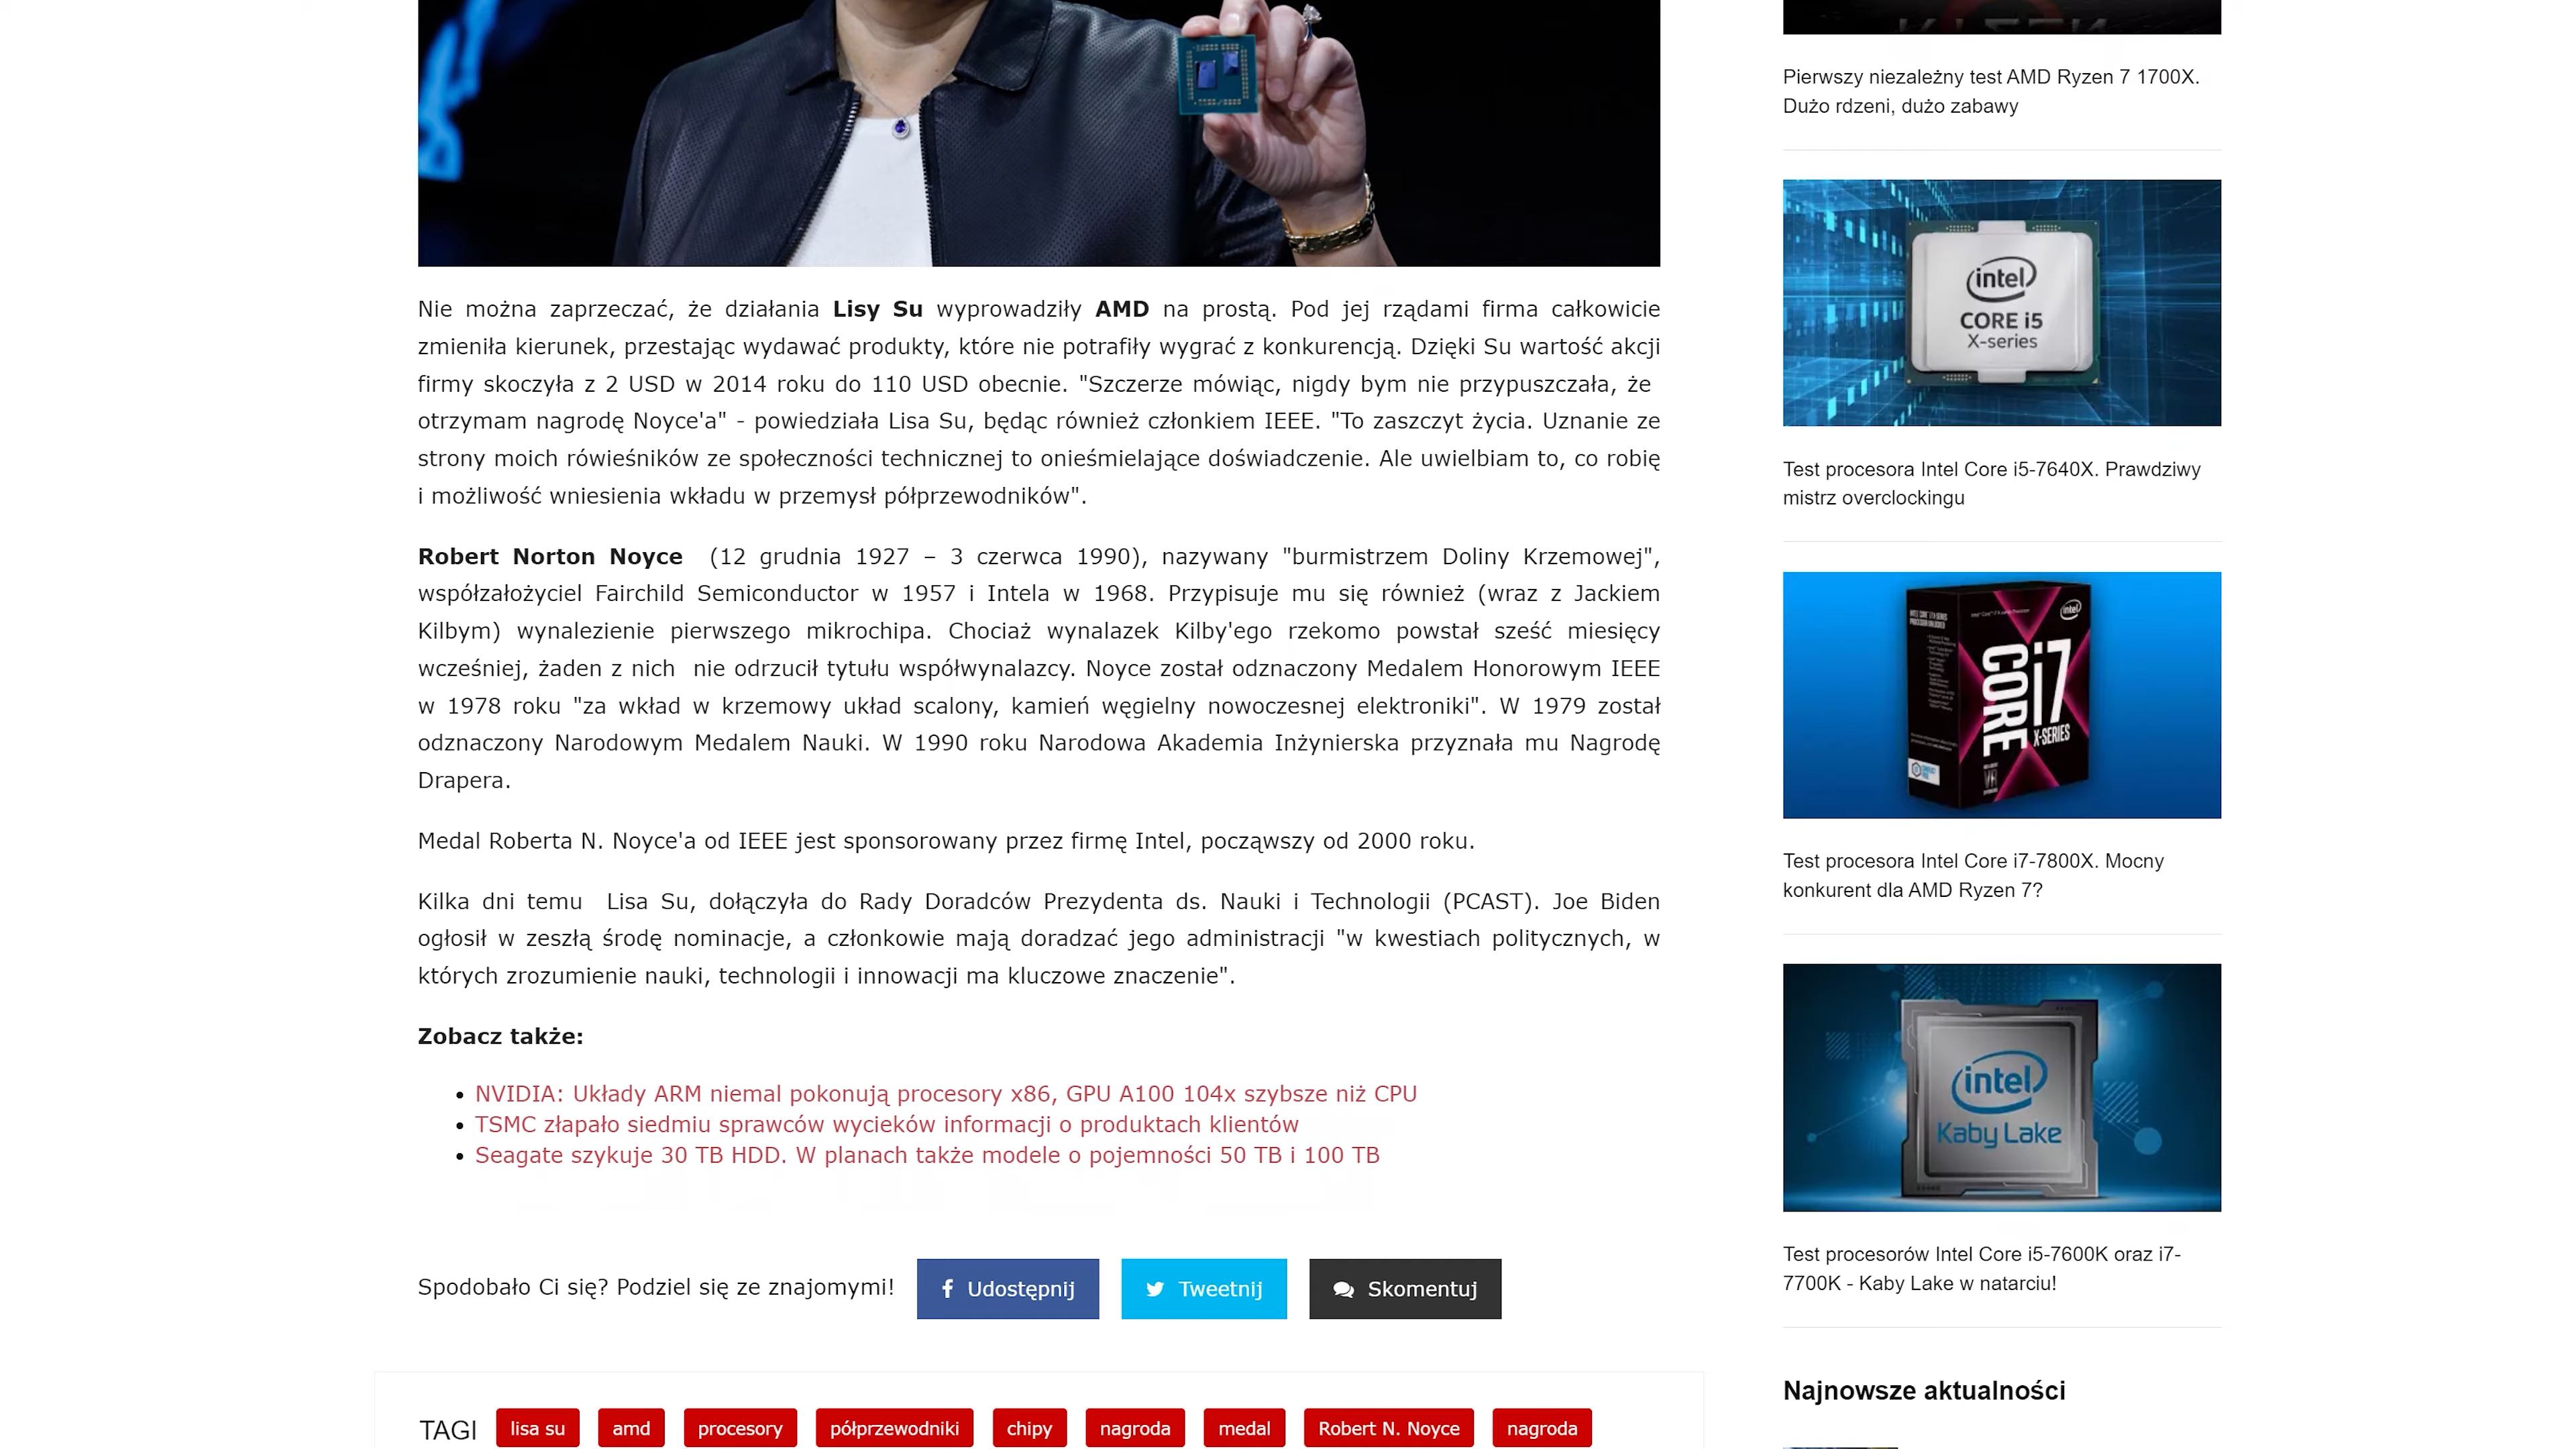 Nie można zaprzeczać, że działania Lisy Su wyprowadziły AMD na prostą. Pod jej rządami firma całkowicie
zmieniła kierunek, przestając wydawać produkty, które nie potrafiły wygrać z konkurencją. Dzięki Su wartość akcji
firmy skoczyła z 2 USD w 2014 roku do 110 USD obecnie. "Szczerze mówiąc, nigdy bym nie przypuszczała, że
otrzymam nagrodę Noyce'a" - powiedziała Lisa Su, będąc również członkiem IEEE. "To zaszczyt życia. Uznanie ze
strony moich rówieśników ze społeczności technicznej to onieśmielające doświadczenie. Ale uwielbiam to, co robię
i możliwość wniesienia wkładu w przemysł półprzewodników".
Robert Norton Noyce (12 grudnia 1927 – 3 czerwca 1990), nazywany "burmistrzem Doliny Krzemowej",
współzałożyciel Fairchild Semiconductor w 1957 i Intela w 1968. Przypisuje mu się również (wraz z Jackiem
Kilbym) wynalezienie pierwszego mikrochipa. Chociaż wynalazek Kilby'ego rzekomo powstał sześć miesięcy
wcześniej, żaden z nich nie odrzucił tytułu współwynalazcy. Noyce został odznaczony Medalem Honorowym IEEE
w 1978 roku "za wkład w krzemowy układ scalony, kamień węgielny nowoczesnej elektroniki". W 1979 został
odznaczony Narodowym Medalem Nauki. W 1990 roku Narodowa Akademia Inżynierska przyznała mu Nagrodę
Drapera.
Medal Roberta N. Noyce'a od IEEE jest sponsorowany przez firmę Intel, począwszy od 2000 roku.
Kilka dni temu Lisa Su, dołączyła do Rady Doradców Prezydenta ds. Nauki i Technologii (PCAST). Joe Biden
ogłosił w zeszłą środę nominacje, a członkowie mają doradzać jego administracji "w kwestiach politycznych, w
których zrozumienie nauki, technologii i innowacji ma kluczowe znaczenie".
Zobacz także:
• NVIDIA: Układy ARM niemal pokonują procesory x86, GPU A100 104x szybsze niż CPU
• TSMC złapało siedmiu sprawców wycieków informacji o produktach klientów
• Seagate szykuje 30 TB HDD. W planach także modele o pojemności 50 TB i 100 TB
Spodobało Ci się? Podziel się ze znajomymi! Udostępnij Tweetnij Skomentuj
TAGI lisa su amd procesory półprzewodniki chipy nagroda medal Robert N. Noyce nagroda
Pierwszy niezależny test AMD Ryzen 7 1700X.
Dużo rdzeni, dużo zabawy
intel
CORE i5
X-series
Test procesora Intel Core i5-7640X. Prawdziwy
mistrz overclockingu
intel
CORE i7
X-SERIES
Test procesora Intel Core i7-7800X. Mocny
konkurent dla AMD Ryzen 7?
intel
Kaby Lake
Test procesorów Intel Core i5-7600K oraz i7-
7700K - Kaby Lake w natarciu!
Najnowsze aktualności